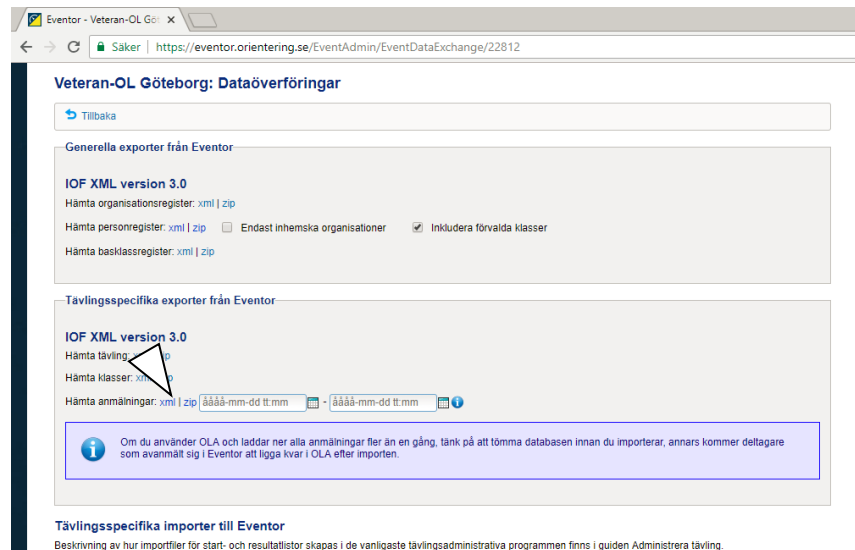 Eventor - Veteran-OL Gö
Säker | https://eventor.orientering.se/EventAdmin/EventDataExchange/22812
Veteran-OL Göteborg: Dataöverföringar
Tillbaka
Generella exporter från Eventor
IOF XML version 3.0
Hämta organisationsregister: xml | zip
Hämta personregister: xml | zip Endast inhemska organisationer Inkludera förvalda klasser
Hämta basklassregister: xml | zip
Tävlingsspecifika exporter från Eventor
IOF XML version 3.0
Hämta tävling:
Hämta klasser: xml
Hämta anmälningar: xml | zip åååå-mm-dd tt:mm - åååå-mm-dd tt:mm
Om du använder OLA och laddar ner alla anmälningar fler än en gång, tänk på att tömma databasen innan du importerar, annars kommer deltagare
som avanmält sig i Eventor att ligga kvar i OLA efter importen.
Tävlingsspecifika importer till Eventor
Beskrivning av hur importfiler för start- och resultatlistor skapas i de vanligaste tävlingsadministrativa programmen finns i guiden Administrera tävling.